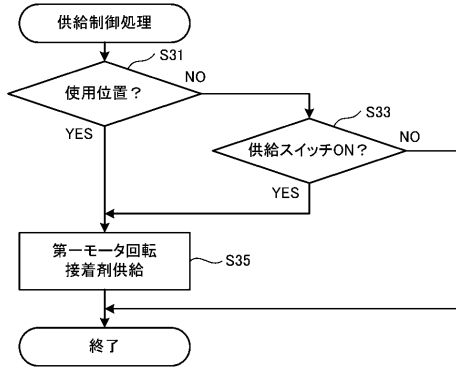 供給制御処理
S31
使用位置？
NO
YES
S33
供給スイッチON？
NO
YES
第一モータ回転
接着剤供給
S35
終了